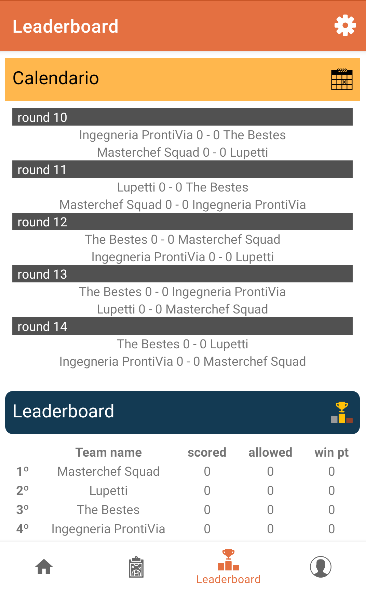 Leaderboard
Calendario
round 10
Ingegneria ProntiVia 0 - 0 The Bestes
Masterchef Squad 0 - 0 Lupetti
round 11
Lupetti 0 - 0 The Bestes
Masterchef Squad 0 - 0 Ingegneria ProntiVia
round 12
The Bestes 0 - 0 Masterchef Squad
Ingegneria ProntiVia 0 - 0 Lupetti
round 13
The Bestes 0 - 0 Ingegneria ProntiVia
Lupetti 0 - 0 Masterchef Squad
round 14
The Bestes 0 - 0 Lupetti
Ingegneria ProntiVia 0 - 0 Masterchef Squad
Leaderboard
Team name scored allowed win pt
1º Masterchef Squad 0 0 0
2º Lupetti 0 0 0
3º The Bestes 0 0 0
4º Ingegneria ProntiVia 0 0 0
Leaderboard